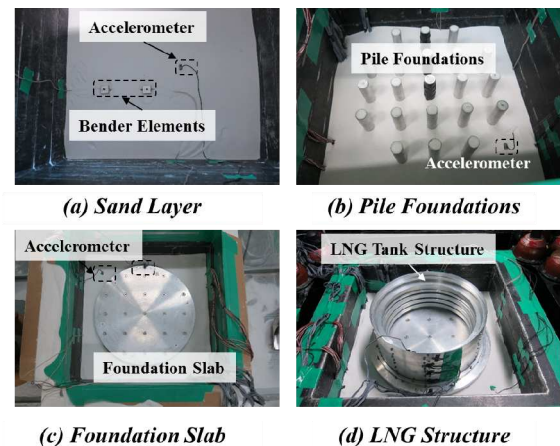 Accelerometer
Bender Elements
(a) Sand Layer
Pile Foundations
Accelerometer
(b) Pile Foundations
Accelerometer
Foundation Slab
(c) Foundation Slab
LNG Tank Structure
(d) LNG Structure